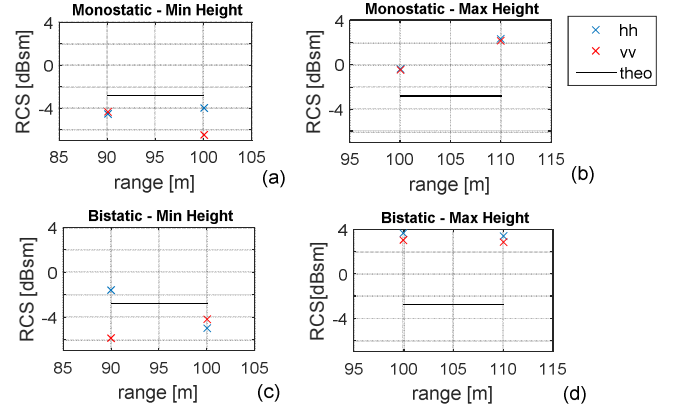 Monostatic - Min Height
4
0
-4
RCS [dBsm]
85 90 95 100 105
range [m]
(a)
Monostatic - Max Height
4
0
-4
RCS [dBsm]
95 100 105 110 115
range [m]
(b)
hh
vv
theo
Bistatic - Min Height
4
0
-4
RCS [dBsm]
85 90 95 100 105
range [m]
(c)
Bistatic - Max Height
4
0
-4
RCS[dBsm]
95 100 105 110 115
range [m]
(d)